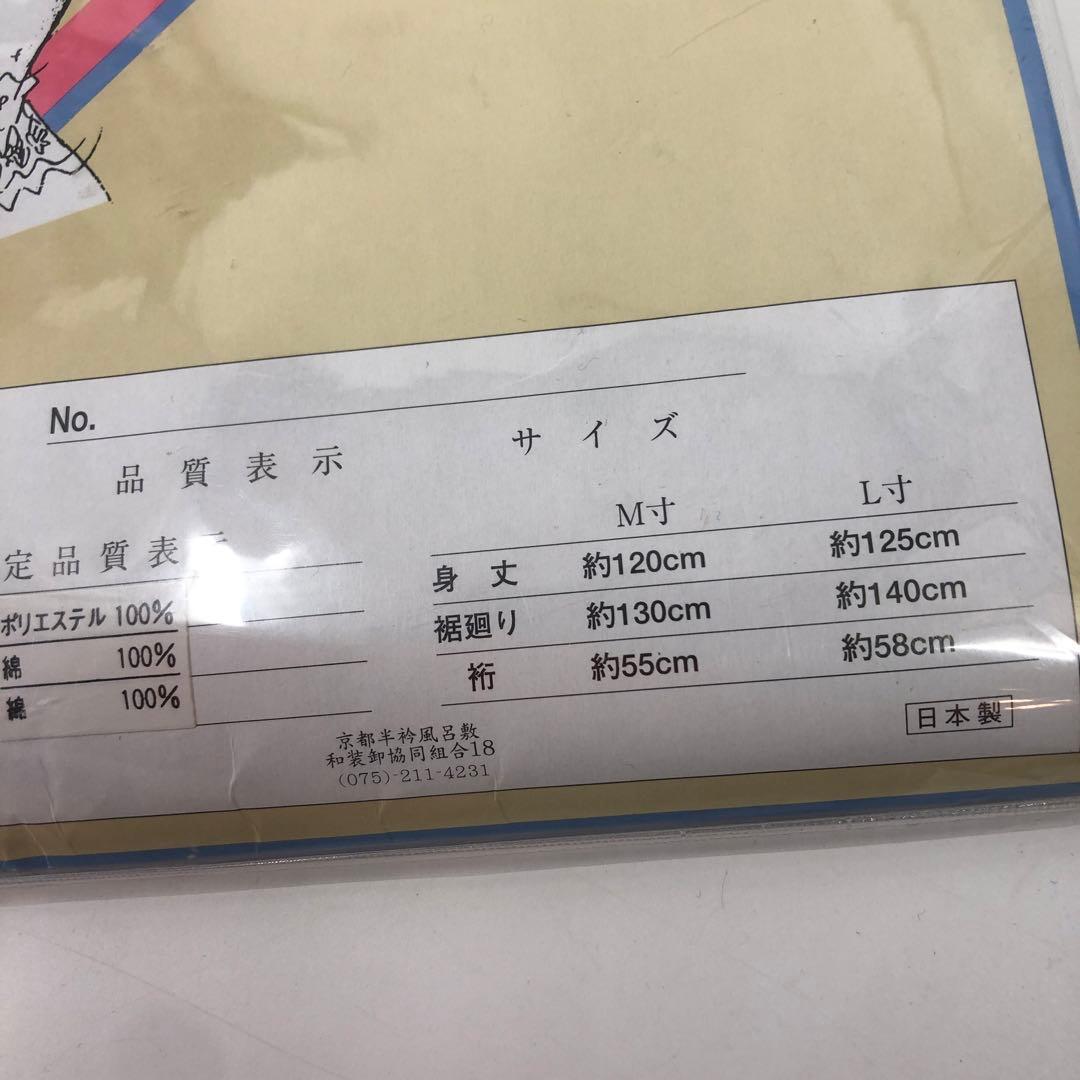 No.
品質表示
サイズ
定品質表示
ポリエステル 100%
綿 100%
綿 100%
M寸 L寸
身丈 約120cm 約125cm
裾廻り 約130cm 約140cm
裄 約55cm 約58cm
日本製
京都半衿風呂敷
和装卸協同組合18
(075)-211-4231